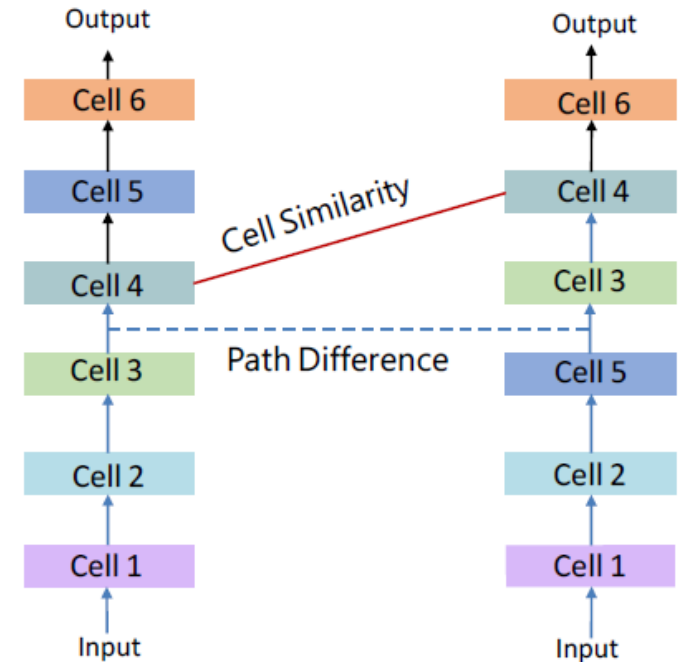 Output
Cell 6
Cell 5
Cell 4
Cell 3
Cell 2
Cell 1
Input
Cell Similarity
Path Difference
Output
Cell 6
Cell 4
Cell 3
Cell 5
Cell 2
Cell 1
Input